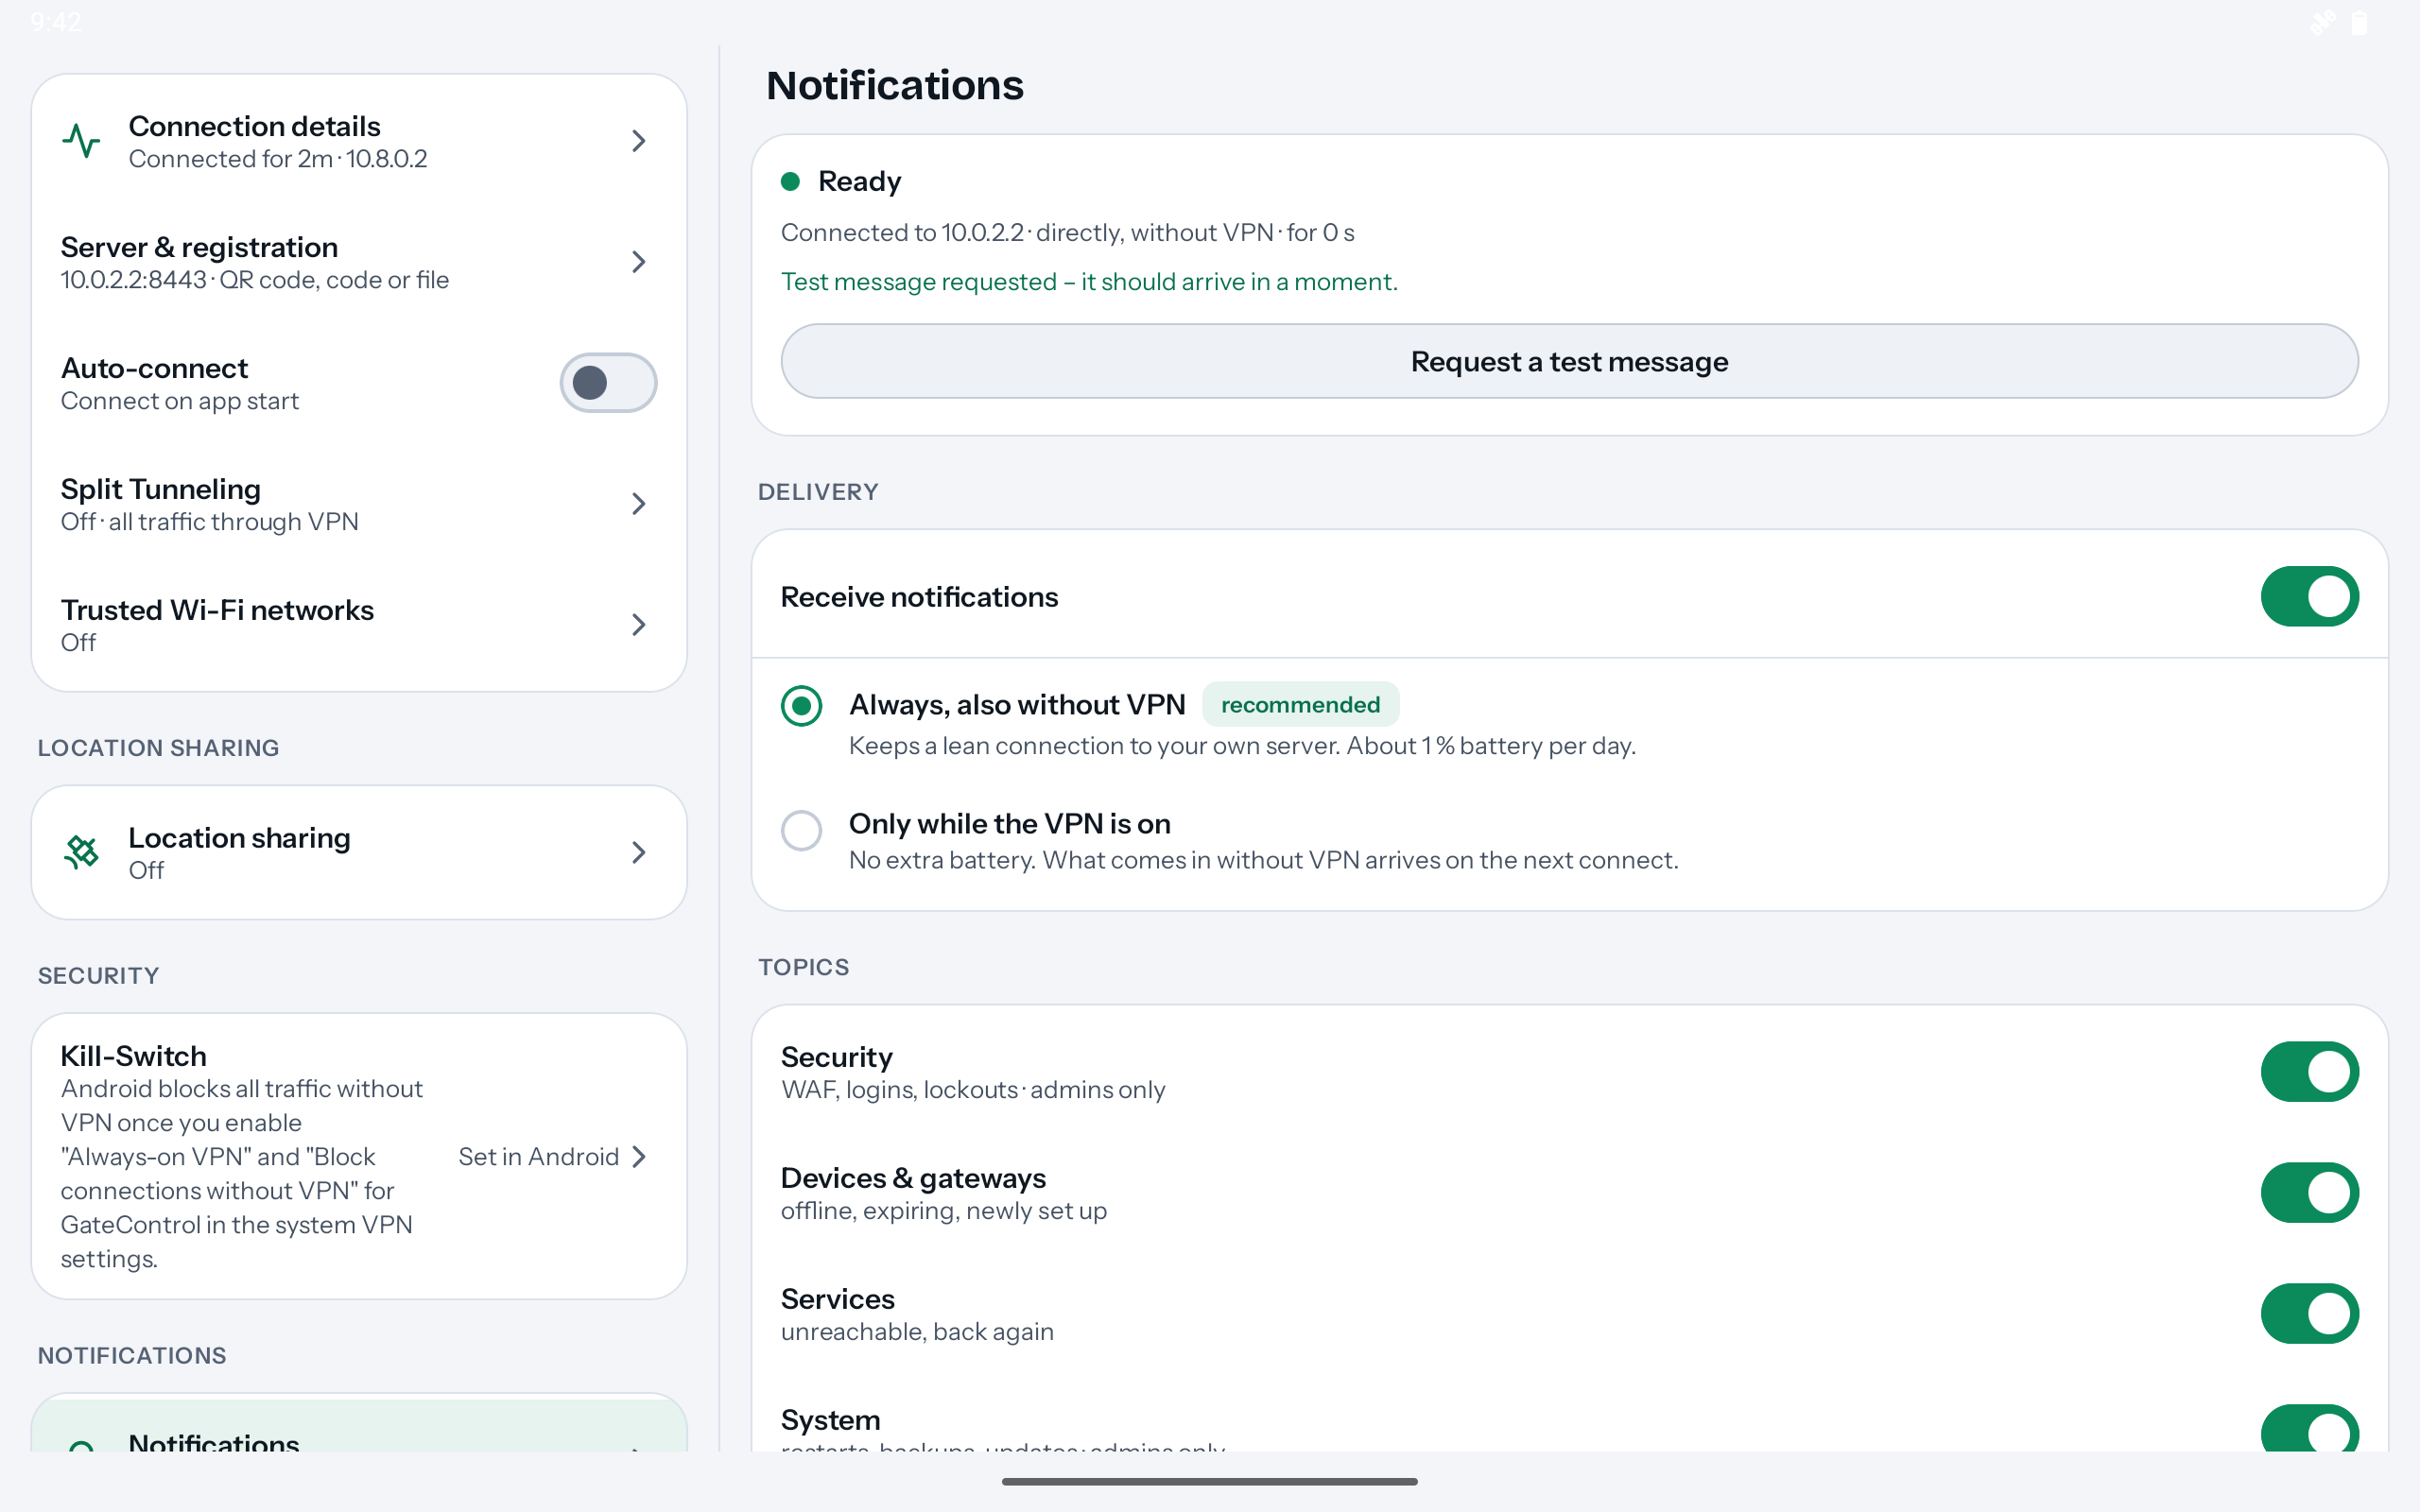 9:42
Connection details
Connected for 2m · 10.8.0.2
Server & registration
10.0.2.2:8443 · QR code, code or file
Auto-connect
Connect on app start
Split Tunneling
Off · all traffic through VPN
Trusted Wi-Fi networks
Off
LOCATION SHARING
Location sharing
Off
SECURITY
Kill-Switch
Android blocks all traffic without
VPN once you enable
"Always-on VPN" and "Block
connections without VPN" for
GateControl in the system VPN
settings.
Set in Android
NOTIFICATIONS
Notifications
Notifications
Ready
Connected to 10.0.2.2 · directly, without VPN · for 0 s
Test message requested – it should arrive in a moment.
Request a test message
DELIVERY
Receive notifications
Always, also without VPN recommended
Keeps a lean connection to your own server. About 1 % battery per day.
Only while the VPN is on
No extra battery. What comes in without VPN arrives on the next connect.
TOPICS
Security
WAF, logins, lockouts · admins only
Devices & gateways
offline, expiring, newly set up
Services
unreachable, back again
System
restarts, backups, updates · admins only